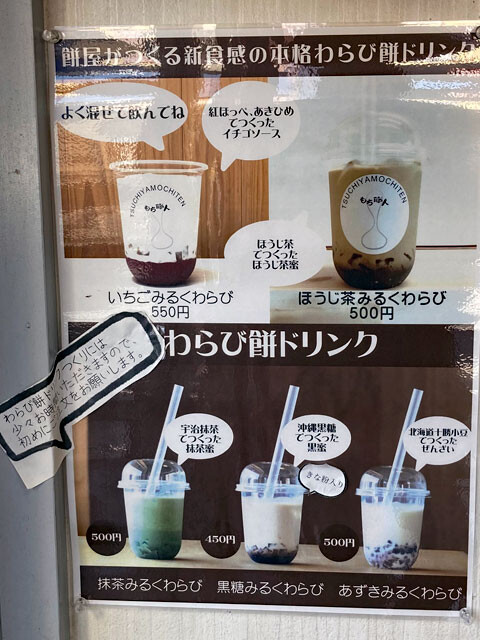 餅屋がつくる新食感の本格わらび餅ドリンク
よく混ぜて飲んでね
紅ほっぺ、あきひめ
でつくった
イチゴソース
TSUCHIYAMOCHITEN
もち職人
TSUCHIYAMOCHITEN
もち職人
ほうじ茶
でつくった
ほうじ茶蜜
いちごみるくわらび
550円
ほうじ茶みるくわらび
500円
わらび餅ドリンク
わらび餅ド
つくりには
少々お時
いただきますので、
初めに
文をお願いします。
宇治抹茶
でつくった
抹茶蜜
沖縄黒糖
でつくった
黒蜜
きな粉入り
北海道十勝小豆
でつくった
ぜんざい
500円
450円
500円
抹茶みるくわらび
黒糖みるくわらび
あずきみるくわらび